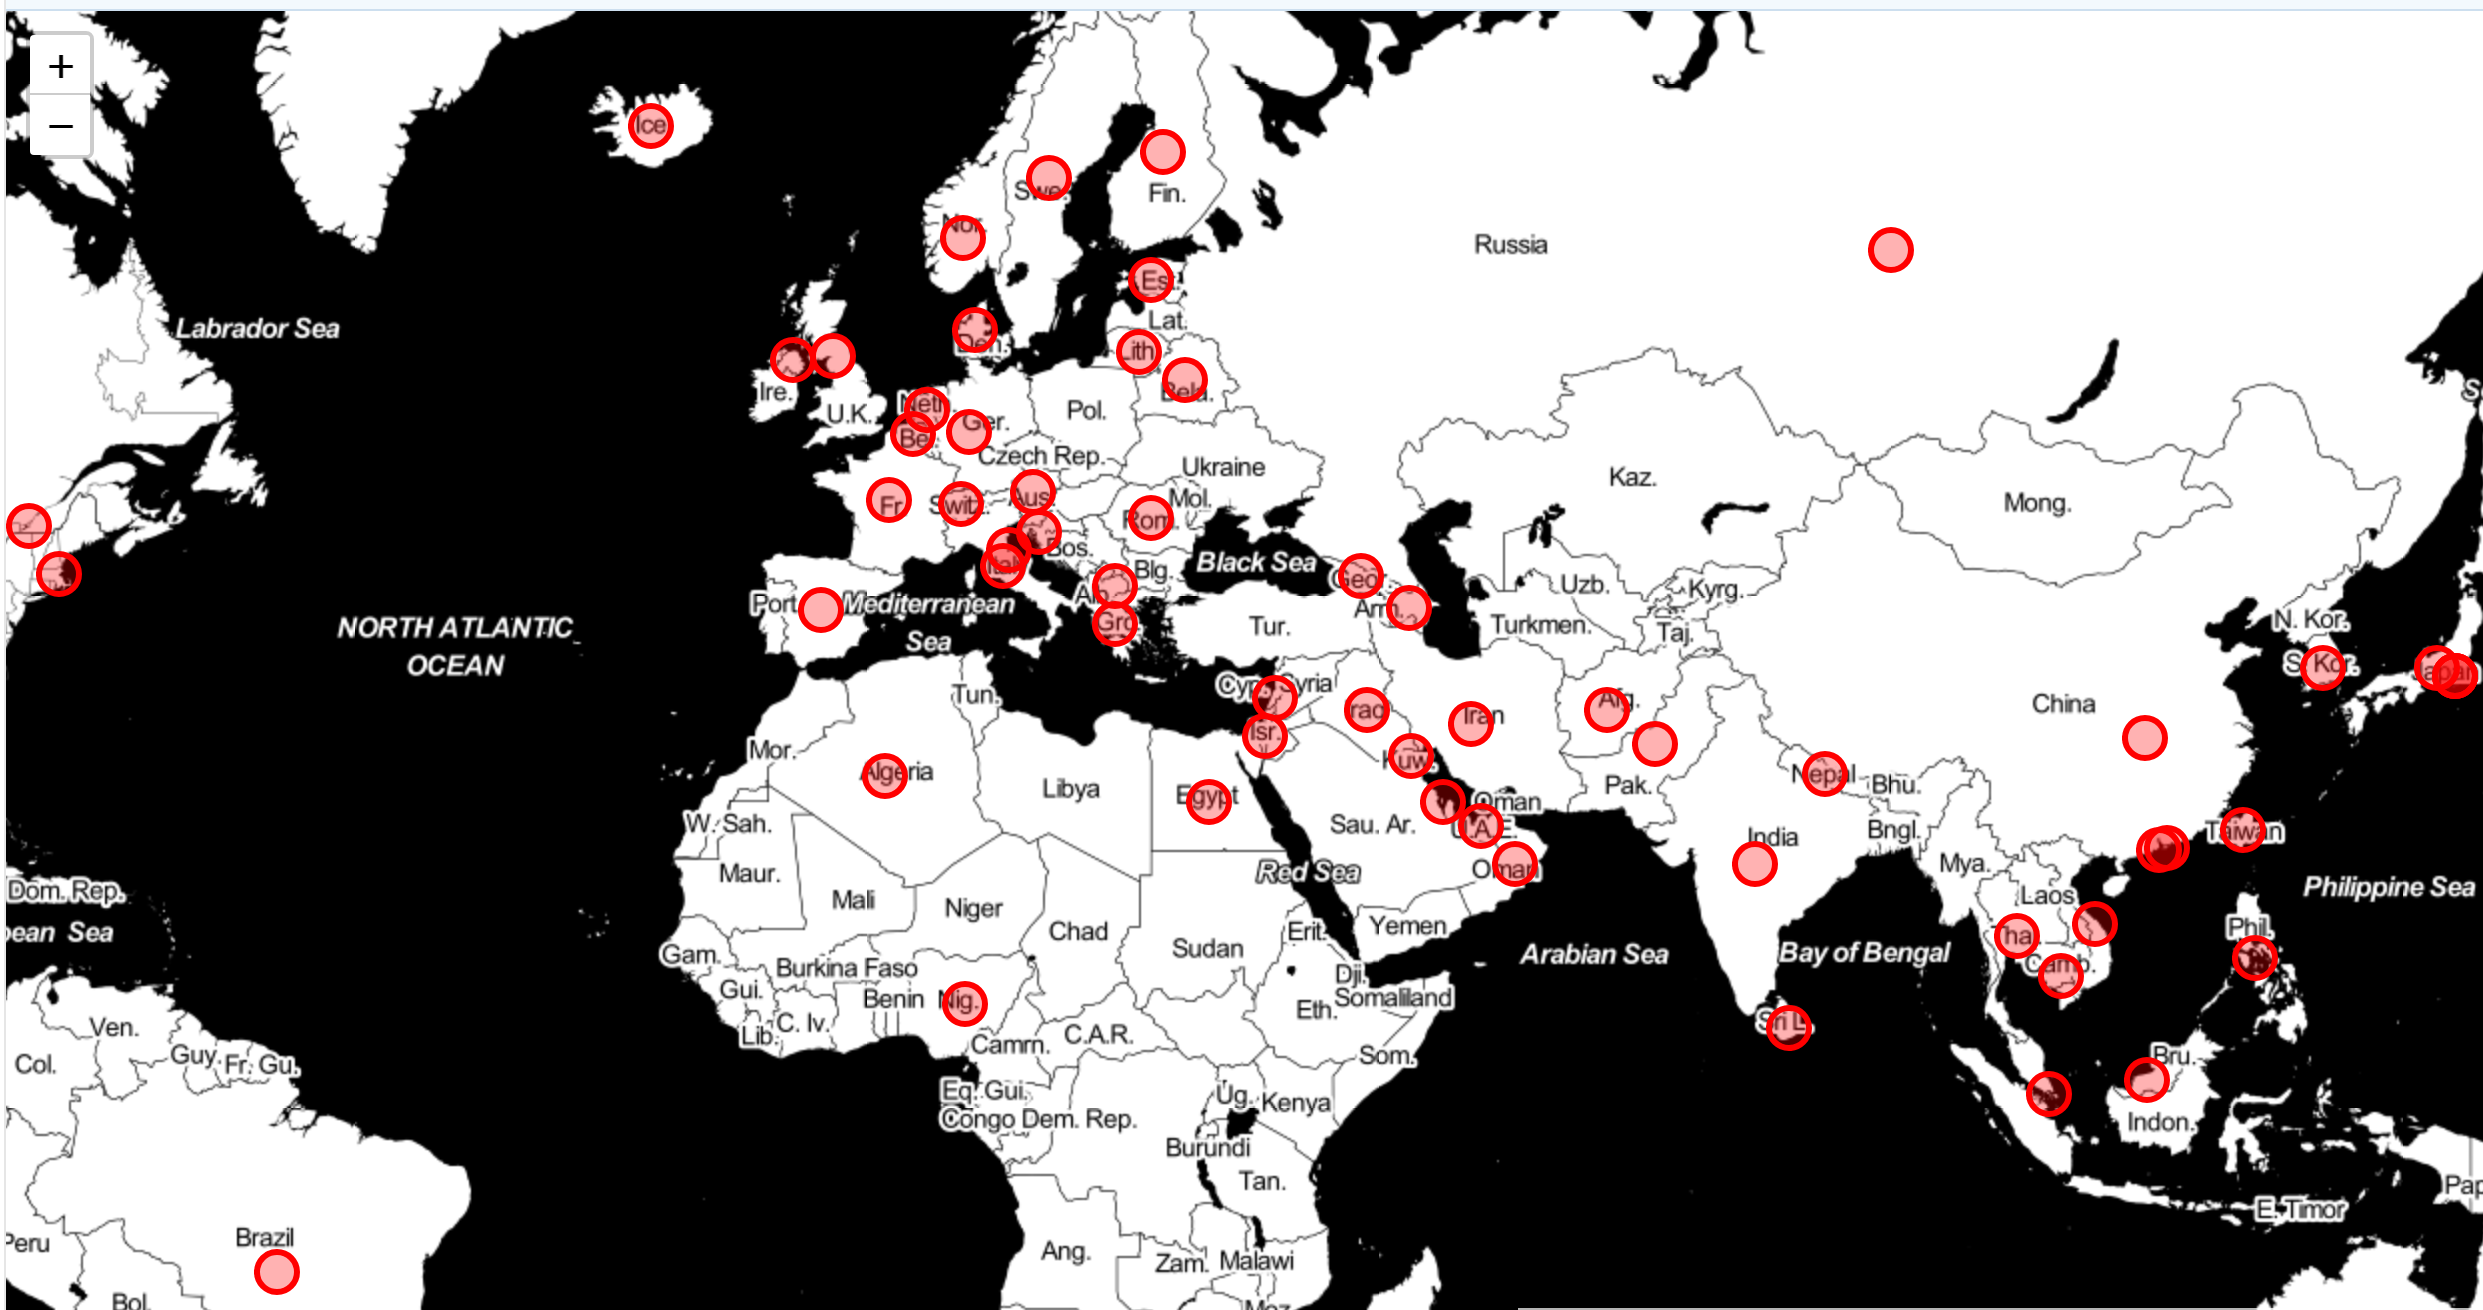 +
−
Ice
Swe.
Fin.
Nor.
Russia
Est.
Lat.
Labrador Sea
Den.
Lith
Bela.
Ire.
U.K.
Neth.
Ger.
Pol.
Be.
Czech Rep.
Ukraine
Kaz.
Fr
Switz.
Aus.
Mol.
Rom.
Mong.
Bos.
Ital
Blg.
Black Sea
Geor.
Uzb.
Kyrg.
Port.
Mediterranean
Sea
Arm.
Turkmen.
Taj.
N. Kor.
NORTH ATLANTIC
OCEAN
Grc
Tur.
S. Kor.
Japan
Tun.
Cyp.
Syria
Afg.
China
Iraq
Iran
Isr.
Mor.
Algeria
Libya
Egypt
Kuw.
Pak.
Nepal
Bhu.
Oman
W. Sah.
Sau. Ar.
U.A.E.
India
Bngl.
Taiwan
Maur.
Red Sea
Oman
Mya.
Dom. Rep.
Mali
Niger
Laos
Philippine Sea
bean Sea
Chad
Sudan
Erit.
Yemen
Arabian Sea
Bay of Bengal
Tha.
Phil.
Gam.
Burkina Faso
Dji.
Camb.
Gui.
Benin
Nig.
Eth.
Somaliland
Ven.
Lib.
C. Iv.
Camrn.
C.A.R.
Sri L.
Col.
Guy.
Fr. Gu.
Som.
Bru.
Eq. Gui.
Congo Dem. Rep.
Ug.
Kenya
Indon.
Burundi
Tan.
Pap
E. Timor
Brazil
Peru
Ang.
Zam.
Malawi
Bol.
Moz.